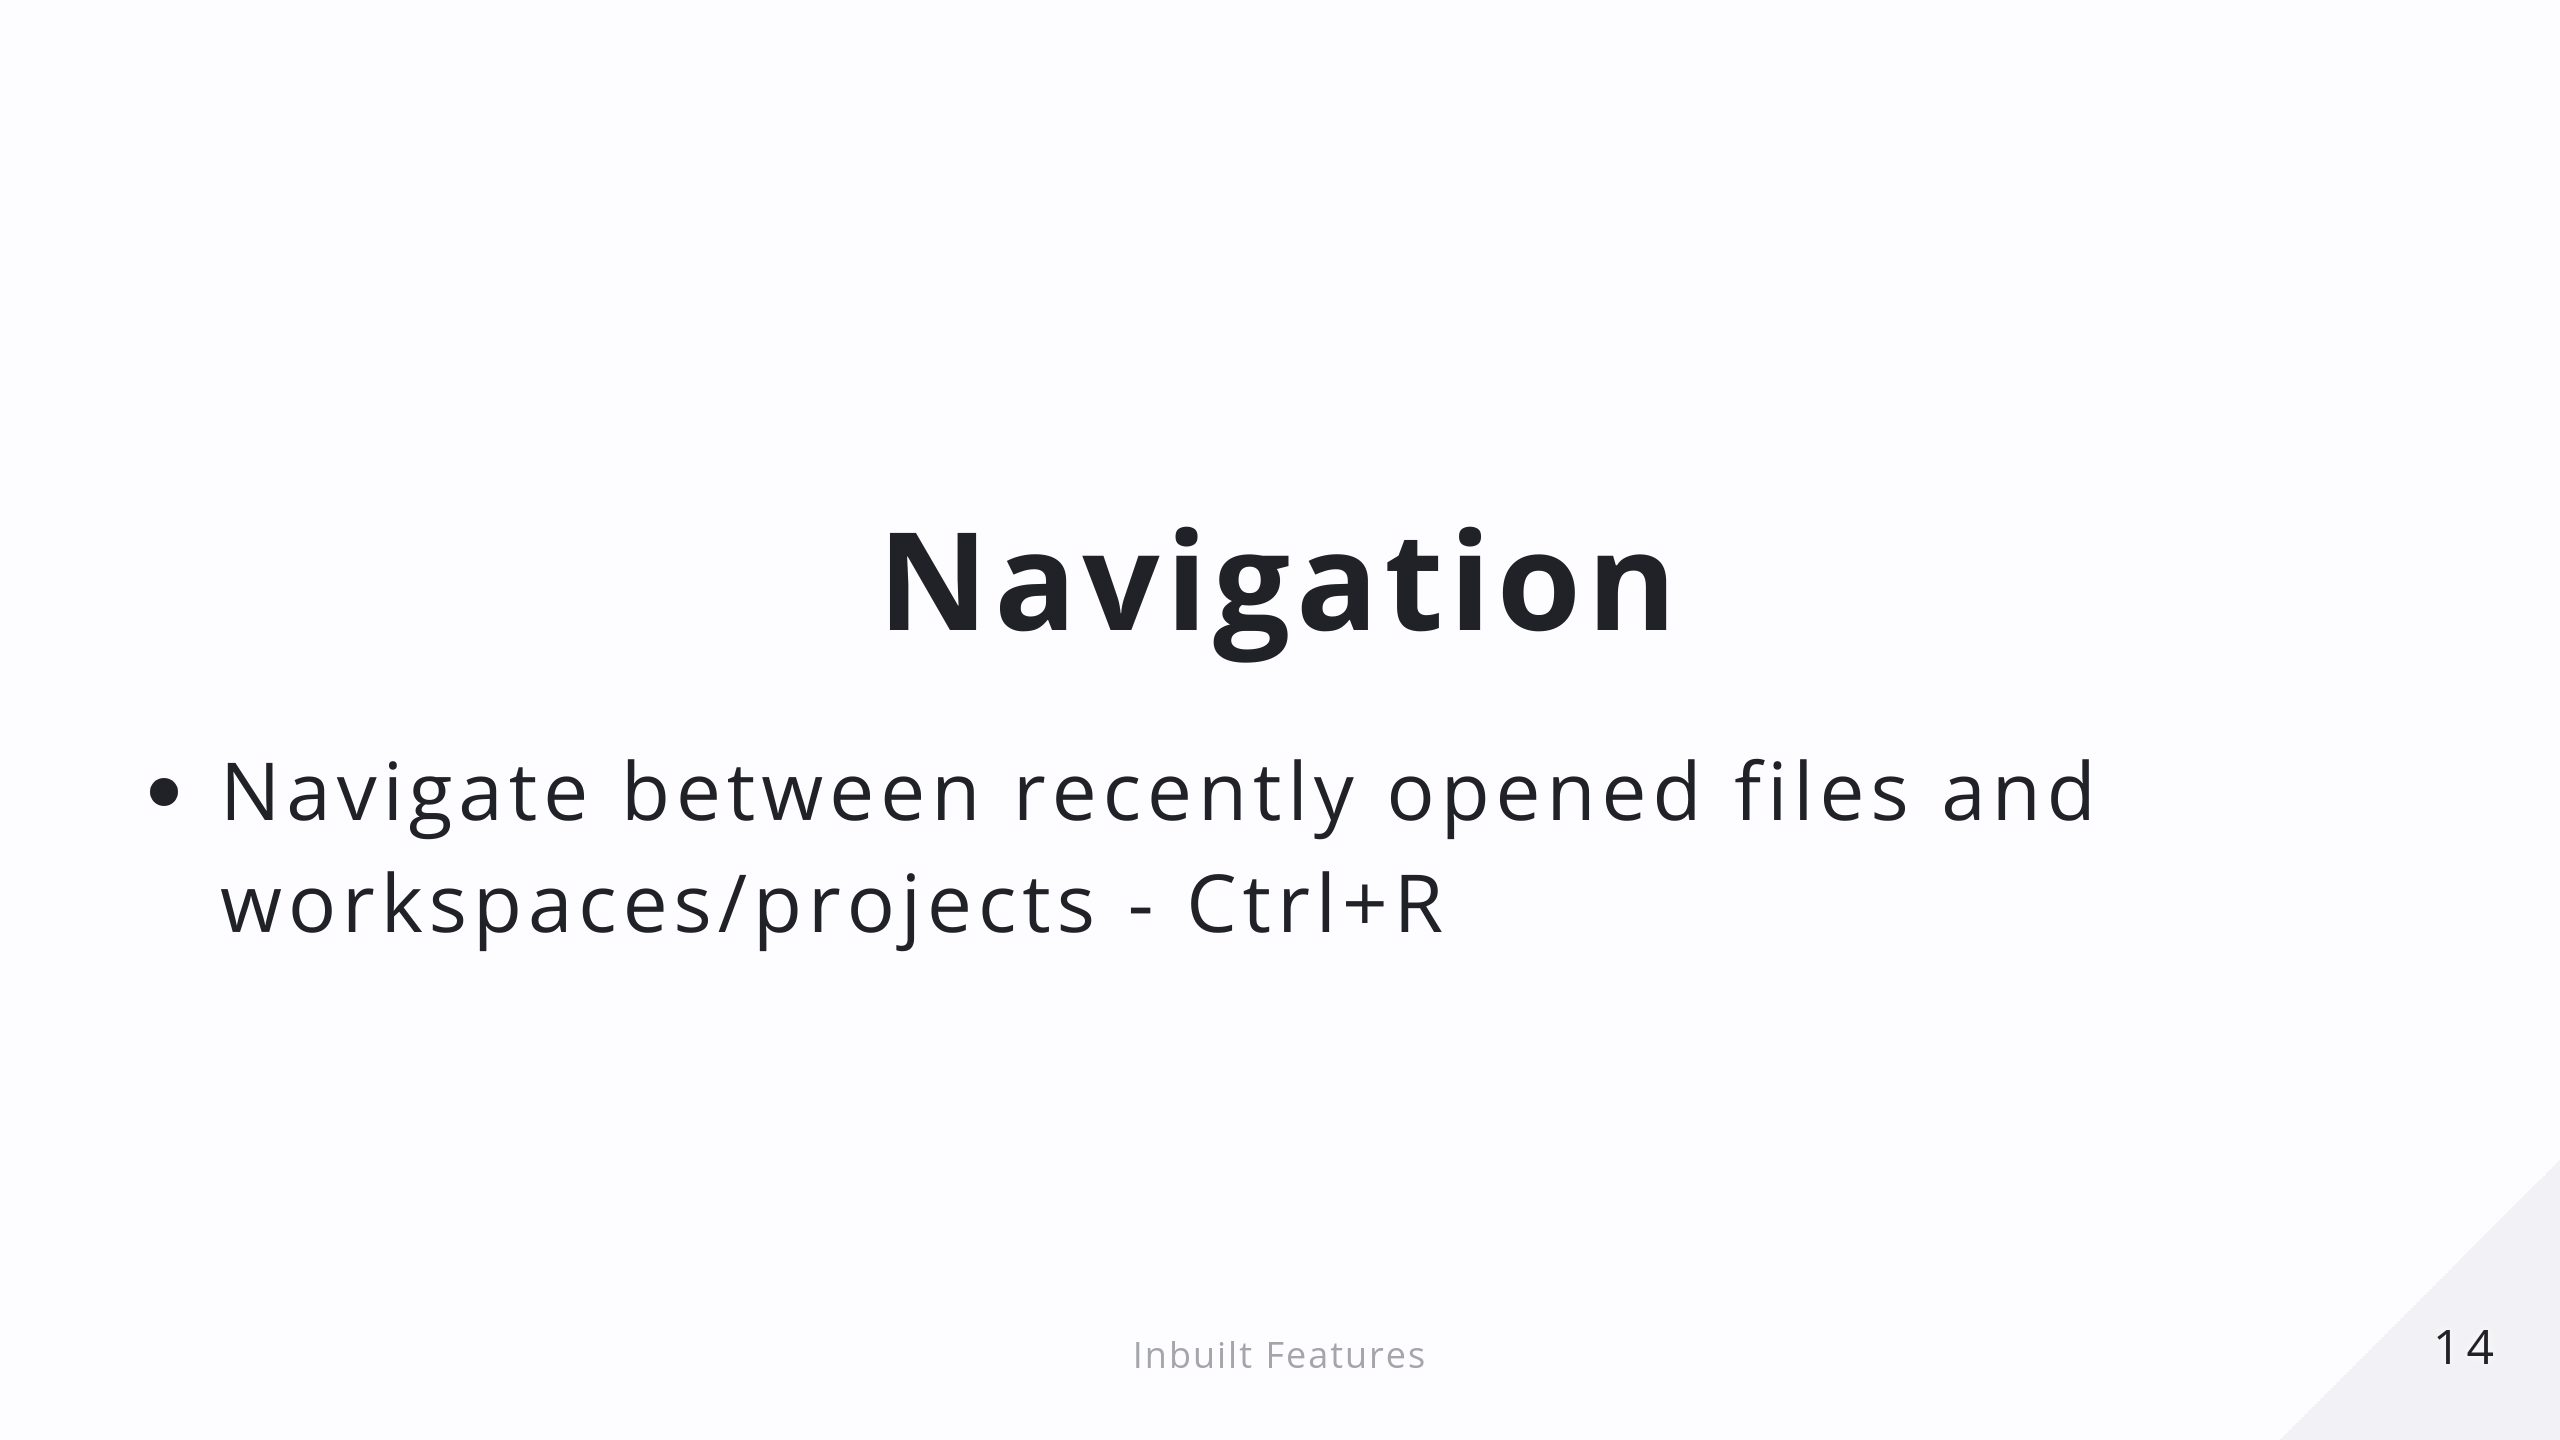 Navigation
• Navigate between recently opened files and
workspaces/projects - Ctrl+R
Inbuilt Features
14